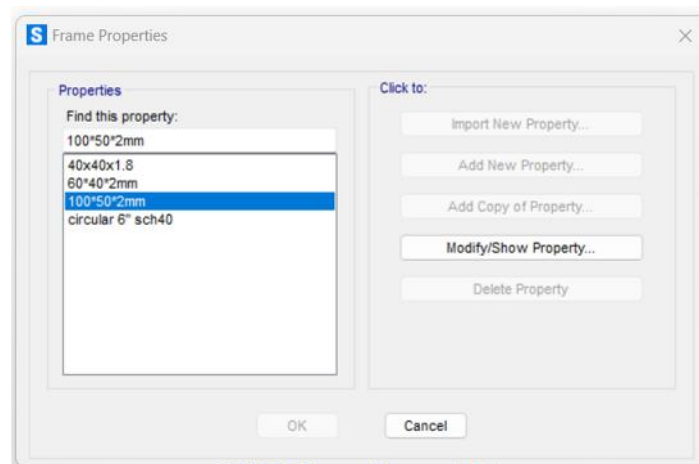 S Frame Properties
Properties
Find this property:
100*50*2mm
40x40x1.8
60*40*2mm
100*50*2mm
circular 6" sch40
Click to:
Import New Property...
Add New Property...
Add Copy of Property...
Modify/Show Property...
Delete Property
OK
Cancel